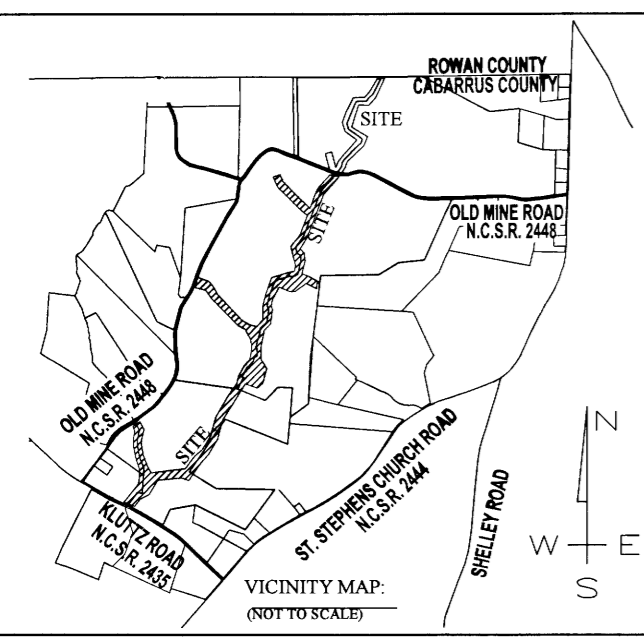 ROWAN COUNTY
CABARRUS COUNTY
SITE
OLD MINE ROAD
N.C.S.R. 2448
SITE
OLD MINE ROAD
N.C.S.R. 2448
SITE
ST. STEPHENS CHURCH ROAD
N.C.S.R. 2444
SHELLEY ROAD
KLUTTZ ROAD
N.C.S.R. 2435
N
W E
S
VICINITY MAP:
(NOT TO SCALE)